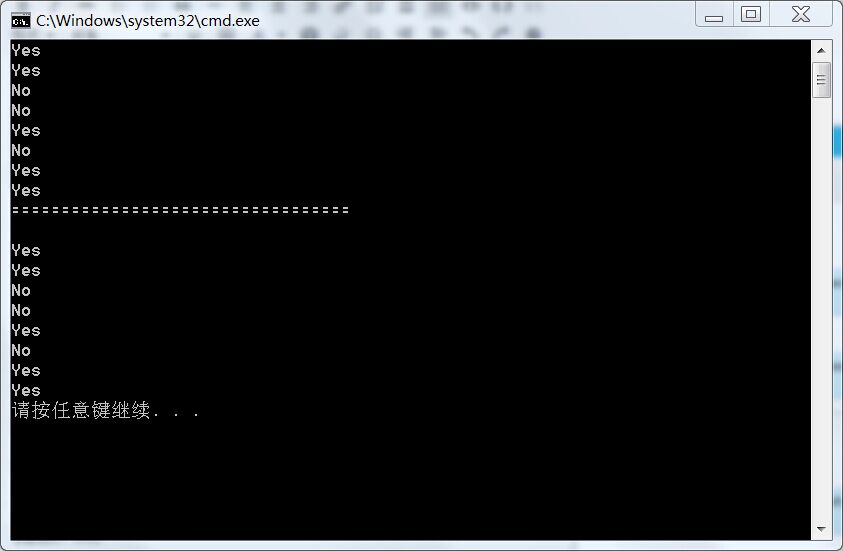 C:\Windows\system32\cmd.exe
Yes
Yes
No
No
Yes
No
Yes
Yes
==================================
Yes
Yes
No
No
Yes
No
Yes
Yes
请按任意键继续. . .